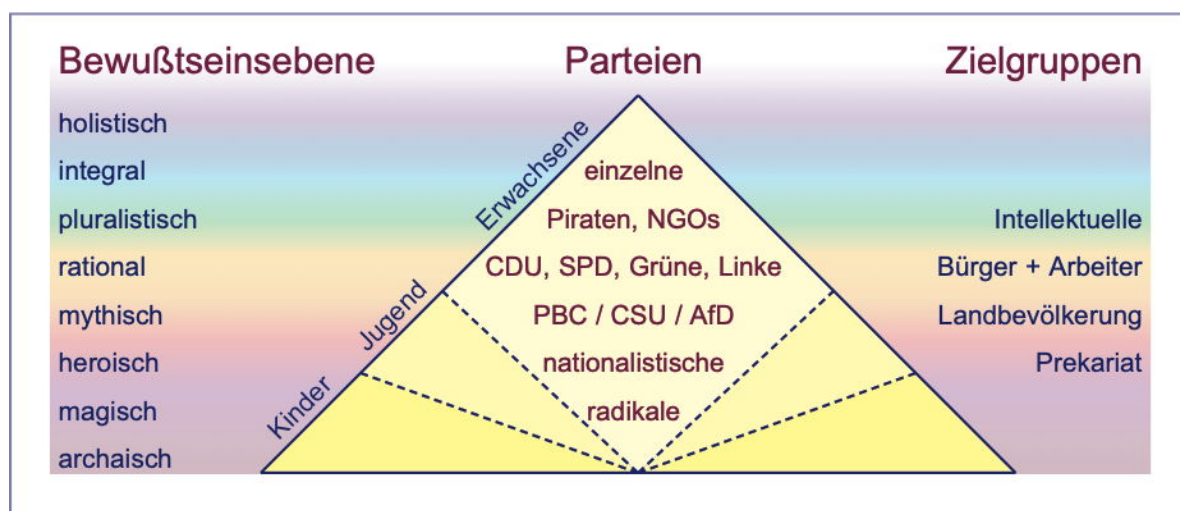 Bewußtseinsebene Parteien Zielgruppen
holistisch
Erwachsene
integral einzelne
pluralistisch Piraten, NGOs Intellektuelle
rational CDU, SPD, Grüne, Linke Bürger + Arbeiter
Jugend
mythisch PBC / CSU / AfD Landbevölkerung
heroisch nationalistische Prekariat
Kinder
magisch radikale
archaisch